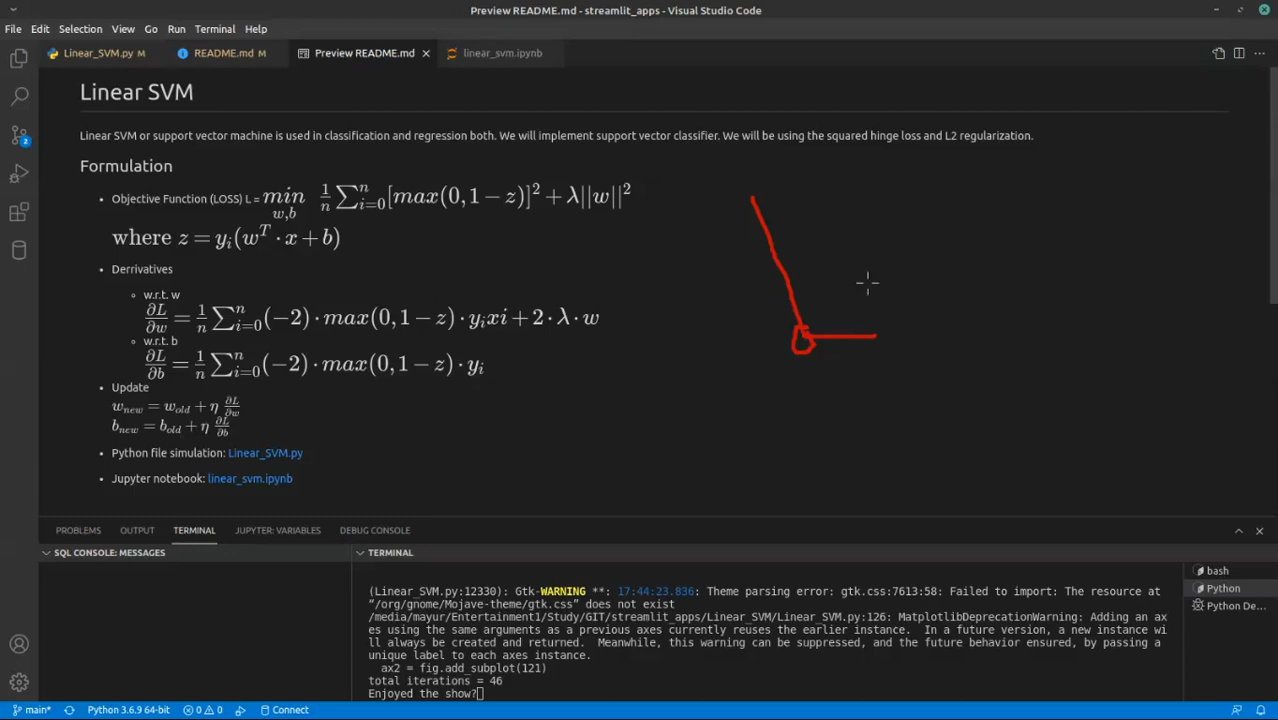 Preview README.md - streamlit_apps - Visual Studio Code
File Edit Selection View Go Run Terminal Help
Linear_SVM.py M README.md M Preview README.md linear_svm.ipynb
Linear SVM
Linear SVM or support vector machine is used in classification and regression both. We will implement support vector classifier. We will be using the squared hinge loss and L2 regularization.
Formulation
Objective Function (LOSS) L = min_{w,b} 1/n ∑_{i=0}^{n} [max(0, 1 − z)]² + λ||w||²
where z = y_i(w^T · x + b)
Derrivatives
w.r.t. w
∂L/∂w = 1/n ∑_{i=0}^{n} (−2) · max(0, 1 − z) · y_i xi + 2 · λ · w
w.r.t. b
∂L/∂b = 1/n ∑_{i=0}^{n} (−2) · max(0, 1 − z) · y_i
Update
w_new = w_old + η ∂L/∂w
b_new = b_old + η ∂L/∂b
Python file simulation: Linear_SVM.py
Jupyter notebook: linear_svm.ipynb
PROBLEMS OUTPUT TERMINAL JUPYTER: VARIABLES DEBUG CONSOLE
SQL CONSOLE: MESSAGES
TERMINAL
(Linear_SVM.py:12330): Gtk-WARNING **: 17:44:23.836: Theme parsing error: gtk.css:7613:58: Failed to import: The resource at
“/org/gnome/Mojave-theme/gtk.css” does not exist
/media/mayur/Entertainment1/Study/GIT/streamlit_apps/Linear_SVM/Linear_SVM.py:126: MatplotlibDeprecationWarning: Adding an ax
es using the same arguments as a previous axes currently reuses the earlier instance.  In a future version, a new instance wi
ll always be created and returned.  Meanwhile, this warning can be suppressed, and the future behavior ensured, by passing a
unique label to each axes instance.
ax2 = fig.add_subplot(121)
total iterations = 46
Enjoyed the show?
bash
Python
Python De...
2
main* Python 3.6.9 64-bit 0 0 Connect